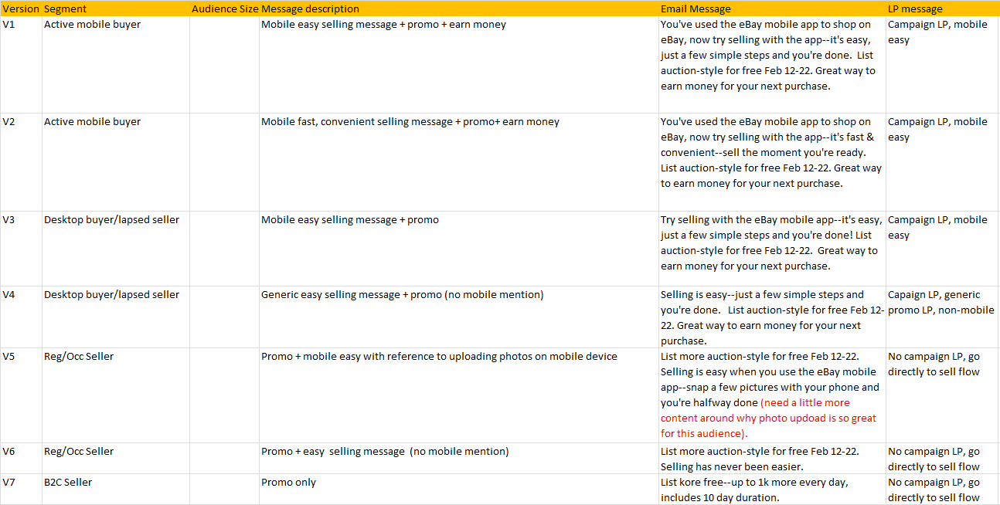 Version Segment Audience Size Message description Email Message LP message
V1 Active mobile buyer Mobile easy selling message + promo + earn money You've used the eBay mobile app to shop on Campaign LP, mobile
eBay, now try selling with the app--it's easy, easy
just a few simple steps and you're done.  List
auction-style for free Feb 12-22. Great way to
earn money for your next purchase.
V2 Active mobile buyer Mobile fast, convenient selling message + promo+ earn money You've used the eBay mobile app to shop on Campaign LP, mobile
eBay, now try selling with the app--it's fast & easy
convenient--sell the moment you're ready.
List auction-style for free Feb 12-22. Great way
to earn money for your next purchase.
V3 Desktop buyer/lapsed seller Mobile easy selling message + promo Try selling with the eBay mobile app--it's easy, Campaign LP, mobile
just a few simple steps and you're done! List easy
auction-style for free Feb 12-22.  Great way to
earn money for your next purchase.
V4 Desktop buyer/lapsed seller Generic easy selling message + promo (no mobile mention) Selling is easy--just a few simple steps and Capaign LP, generic
you're done.   List auction-style for free Feb 12- promo LP, non-mobile
22. Great way to earn money for your next
purchase.
V5 Reg/Occ Seller Promo + mobile easy with reference to uploading photos on mobile device List more auction-style for free Feb 12-22. No campaign LP, go
Selling is easy when you use the eBay mobile directly to sell flow
app--snap a few pictures with your phone and
you're halfway done (need a little more
content around why photo updoad is so great
for this audience).
V6 Reg/Occ Seller Promo + easy  selling message  (no mobile mention) List more auction-style for free Feb 12-22. No campaign LP, go
Selling has never been easier. directly to sell flow
V7 B2C Seller Promo only List kore free--up to 1k more every day, No campaign LP, go
includes 10 day duration. directly to sell flow